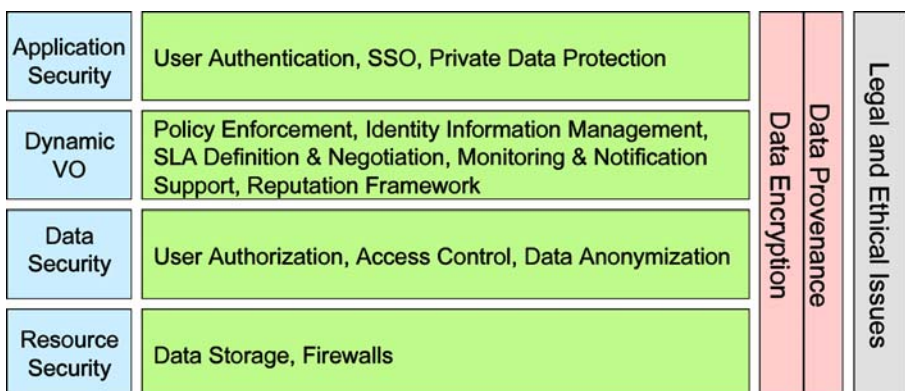 Application
Security
User Authentication, SSO, Private Data Protection
Dynamic
VO
Policy Enforcement, Identity Information Management,
SLA Definition & Negotiation, Monitoring & Notification
Support, Reputation Framework
Data
Security
User Authorization, Access Control, Data Anonymization
Resource
Security
Data Storage, Firewalls
Data Encryption
Data Provenance
Legal and Ethical Issues